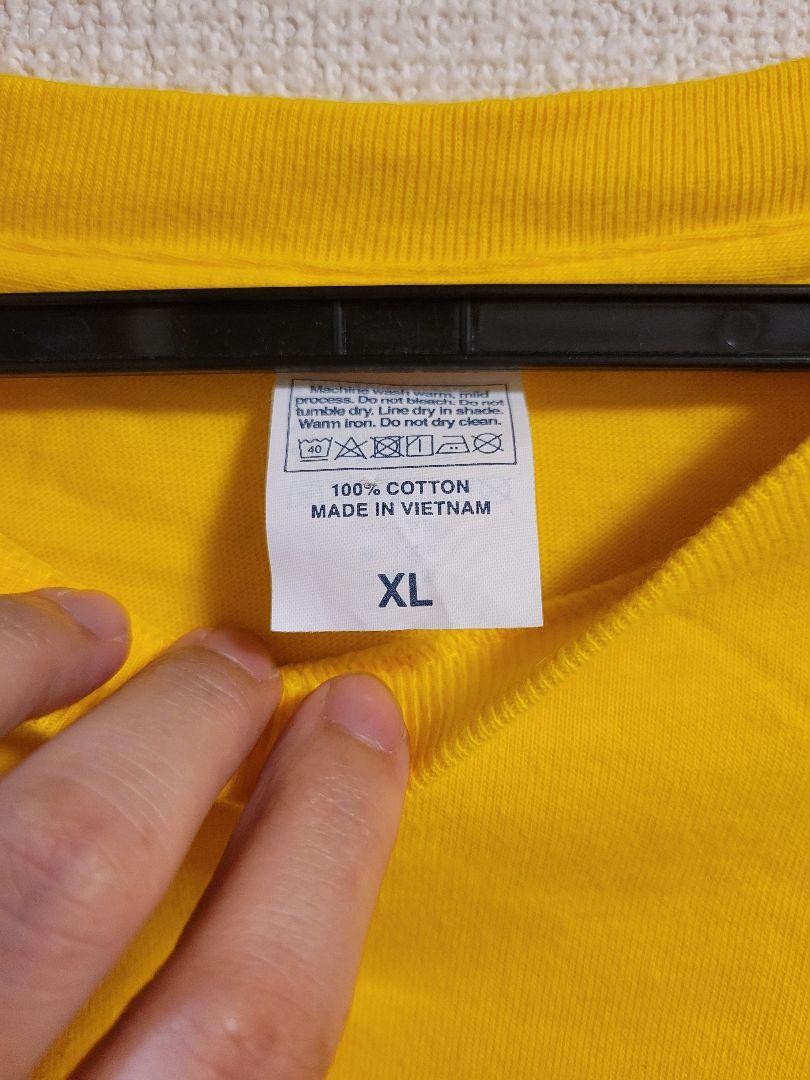 Machine wash warm, mild
process. Do not bleach. Do not
tumble dry. Line dry in shade.
Warm iron. Do not dry clean.
40
100% COTTON
MADE IN VIETNAM
XL